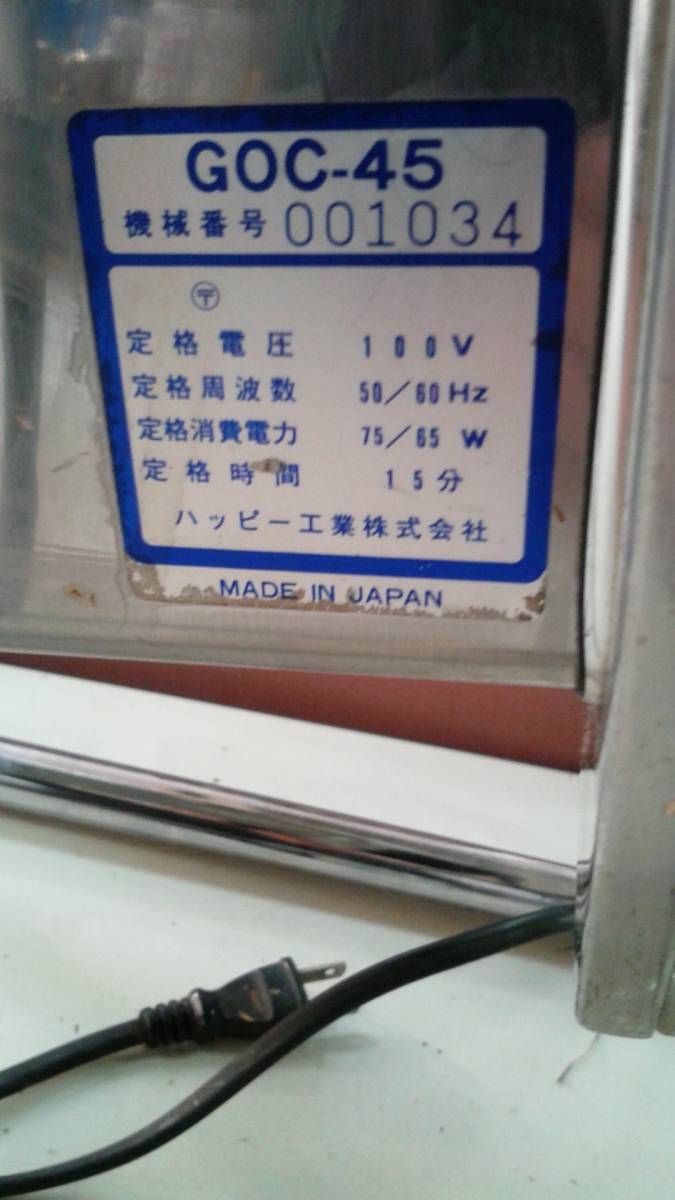 GOC-45
機械番号 001034
〶
定格電圧 100V
定格周波数 50/60Hz
定格消費電力 75/65 W
定格時間 15分
ハッピー工業株式会社
MADE IN JAPAN